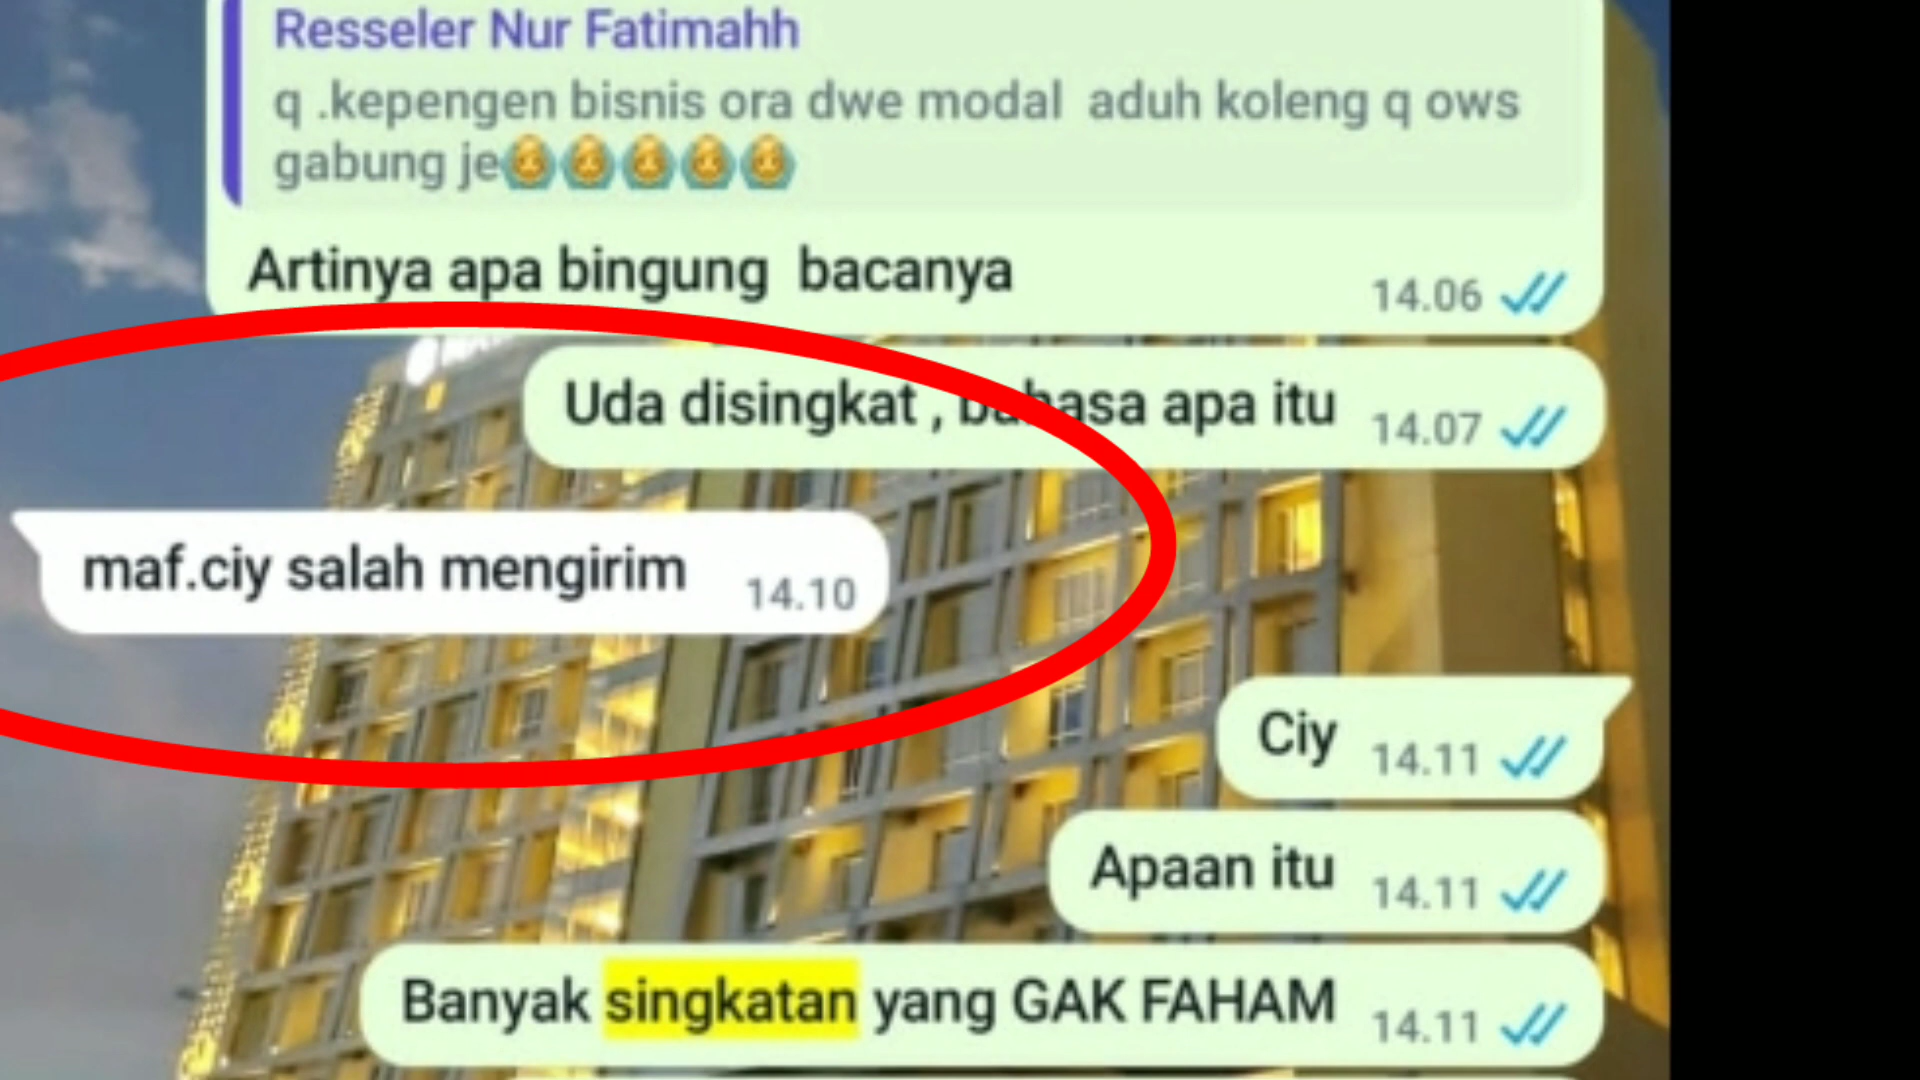 Resseler Nur Fatimahh
q .kepengen bisnis ora dwe modal  aduh koleng q ows
gabung je
Artinya apa bingung  bacanya
14.06
Uda disingkat , bahasa apa itu
14.07
maf.ciy salah mengirim
14.10
Ciy
14.11
Apaan itu
14.11
Banyak singkatan yang GAK FAHAM
14.11